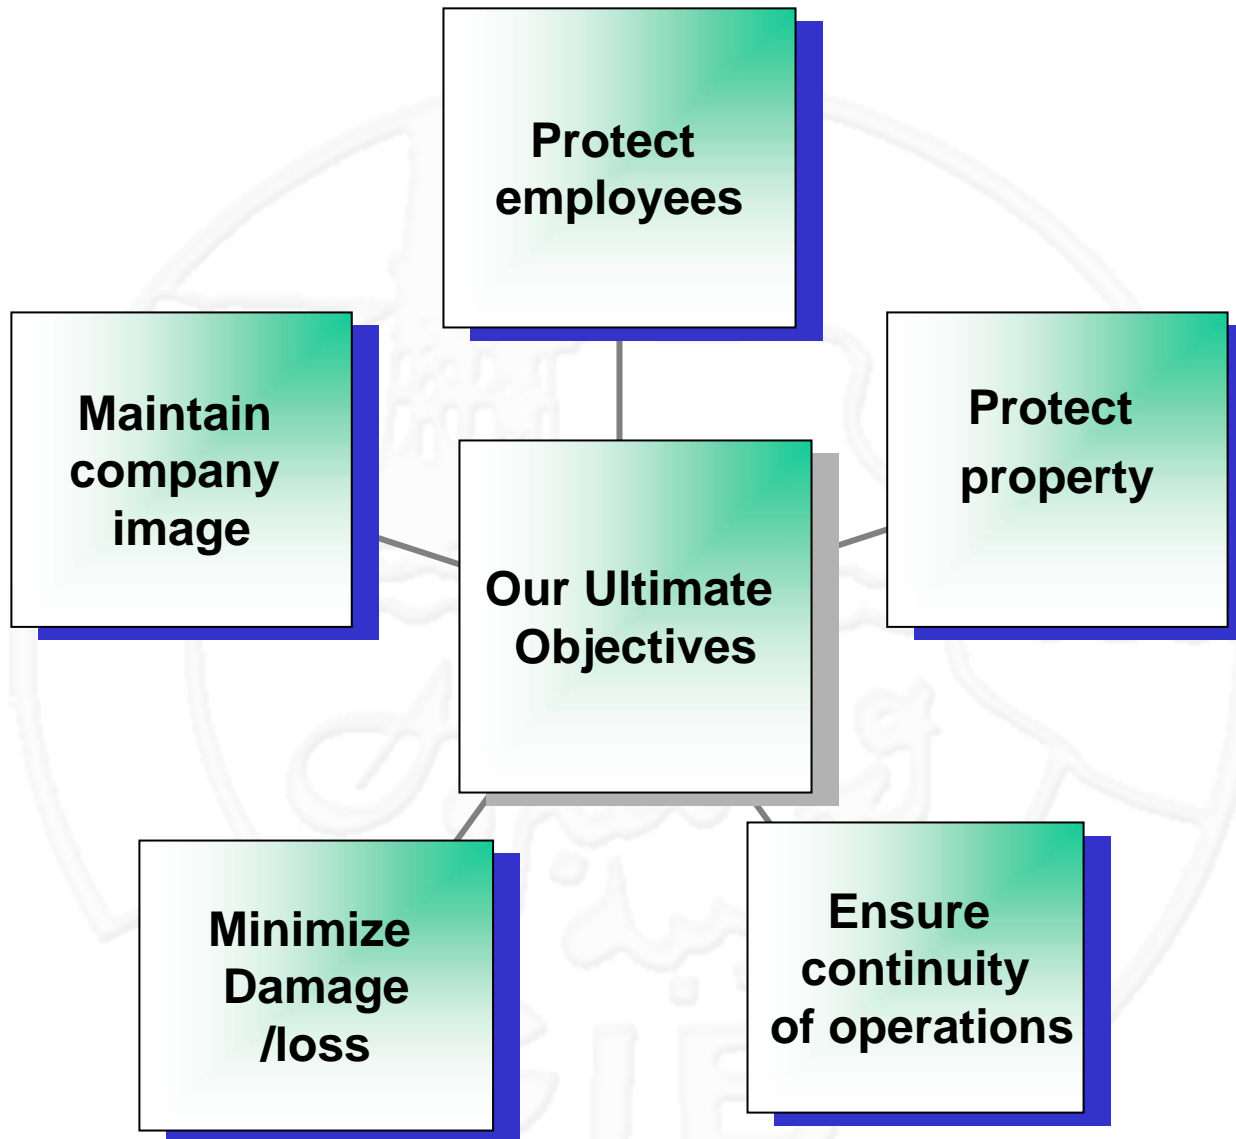 Protect
employees
Maintain
company
image
Protect
property
Our Ultimate
Objectives
Minimize
Damage
/loss
Ensure
continuity
of operations